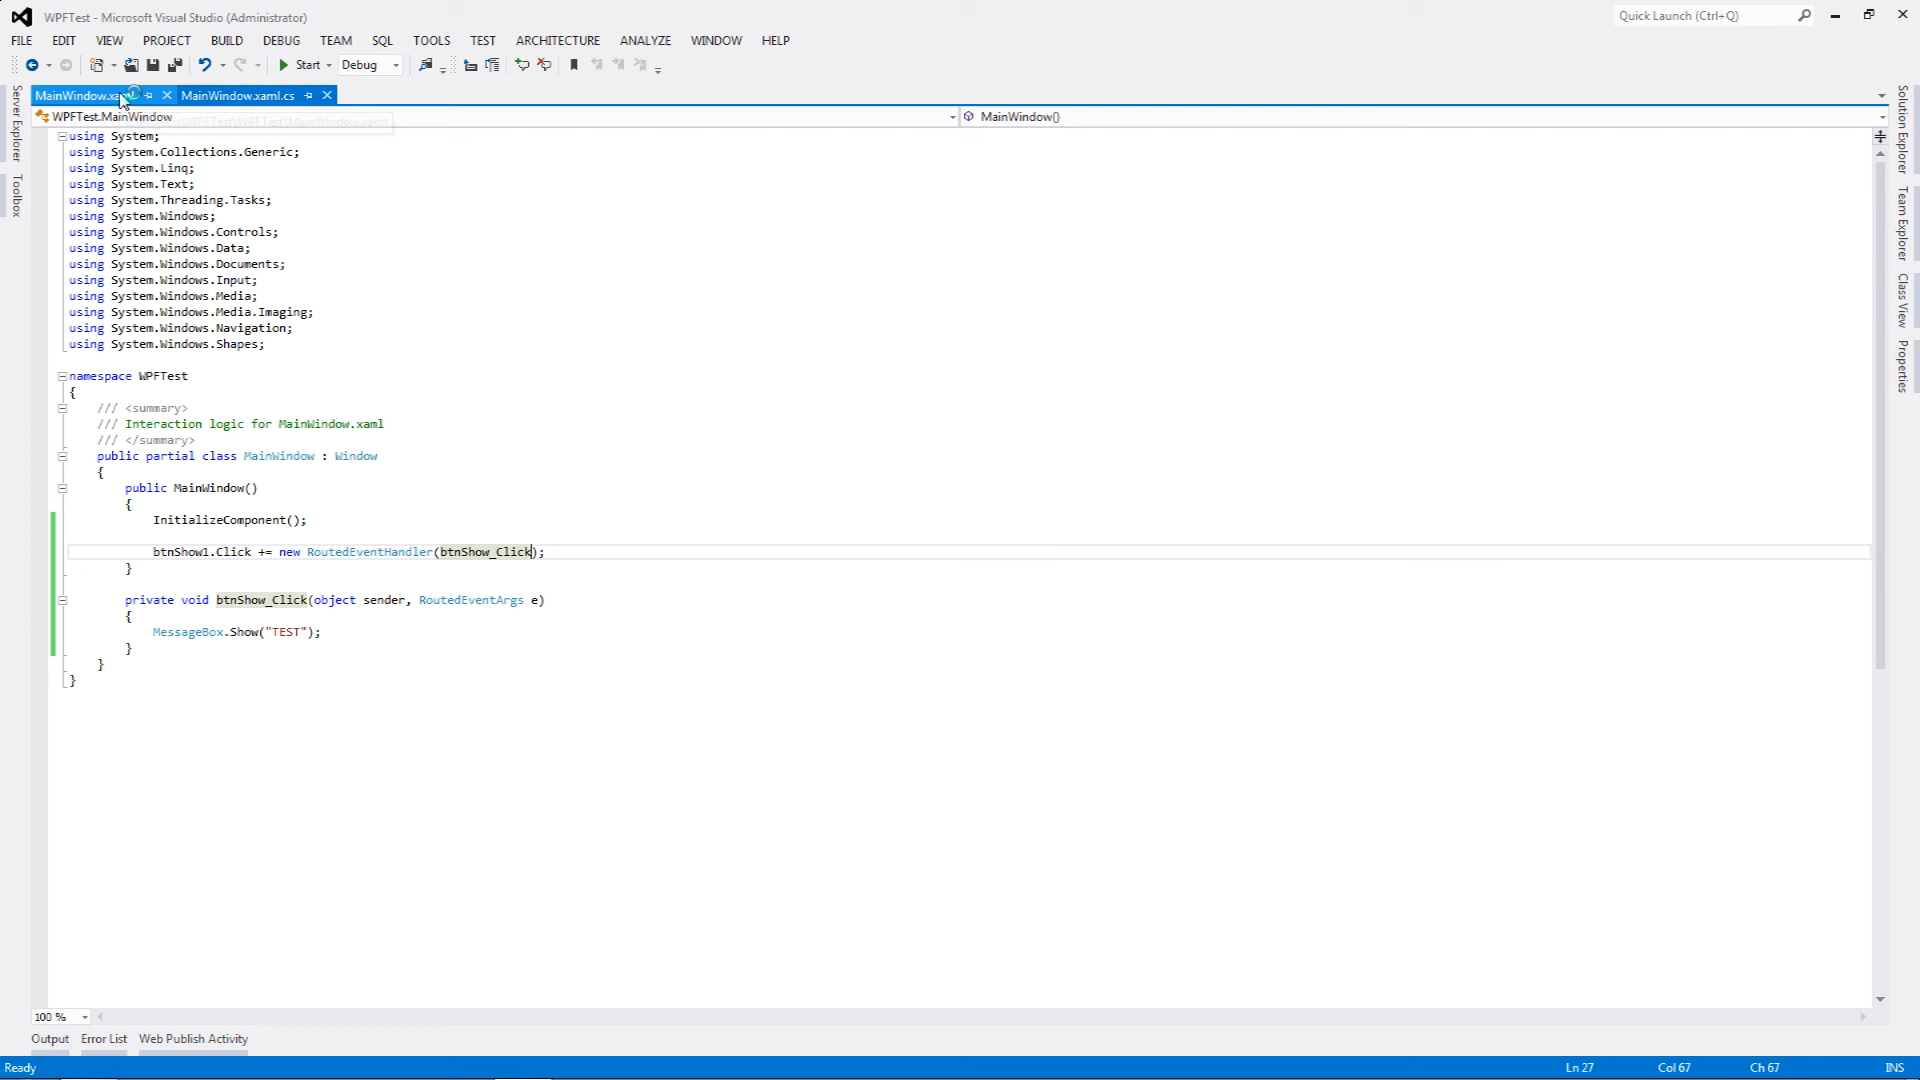 WPFTest - Microsoft Visual Studio (Administrator)
Quick Launch (Ctrl+Q)
FILE EDIT VIEW PROJECT BUILD DEBUG TEAM SQL TOOLS TEST ARCHITECTURE ANALYZE WINDOW HELP
Start Debug
MainWindow.xaml MainWindow.xaml.cs
WPFTest.MainWindow MainWindow()
Server Explorer
Toolbox
Solution Explorer
Team Explorer
Class View
Properties
using System;
using System.Collections.Generic;
using System.Linq;
using System.Text;
using System.Threading.Tasks;
using System.Windows;
using System.Windows.Controls;
using System.Windows.Data;
using System.Windows.Documents;
using System.Windows.Input;
using System.Windows.Media;
using System.Windows.Media.Imaging;
using System.Windows.Navigation;
using System.Windows.Shapes;
namespace WPFTest
{
/// <summary>
/// Interaction logic for MainWindow.xaml
/// </summary>
public partial class MainWindow : Window
{
public MainWindow()
{
InitializeComponent();
btnShow1.Click += new RoutedEventHandler(btnShow_Click);
}
private void btnShow_Click(object sender, RoutedEventArgs e)
{
MessageBox.Show("TEST");
}
}
}
100 %
Output Error List Web Publish Activity
Ready Ln 27 Col 67 Ch 67 INS